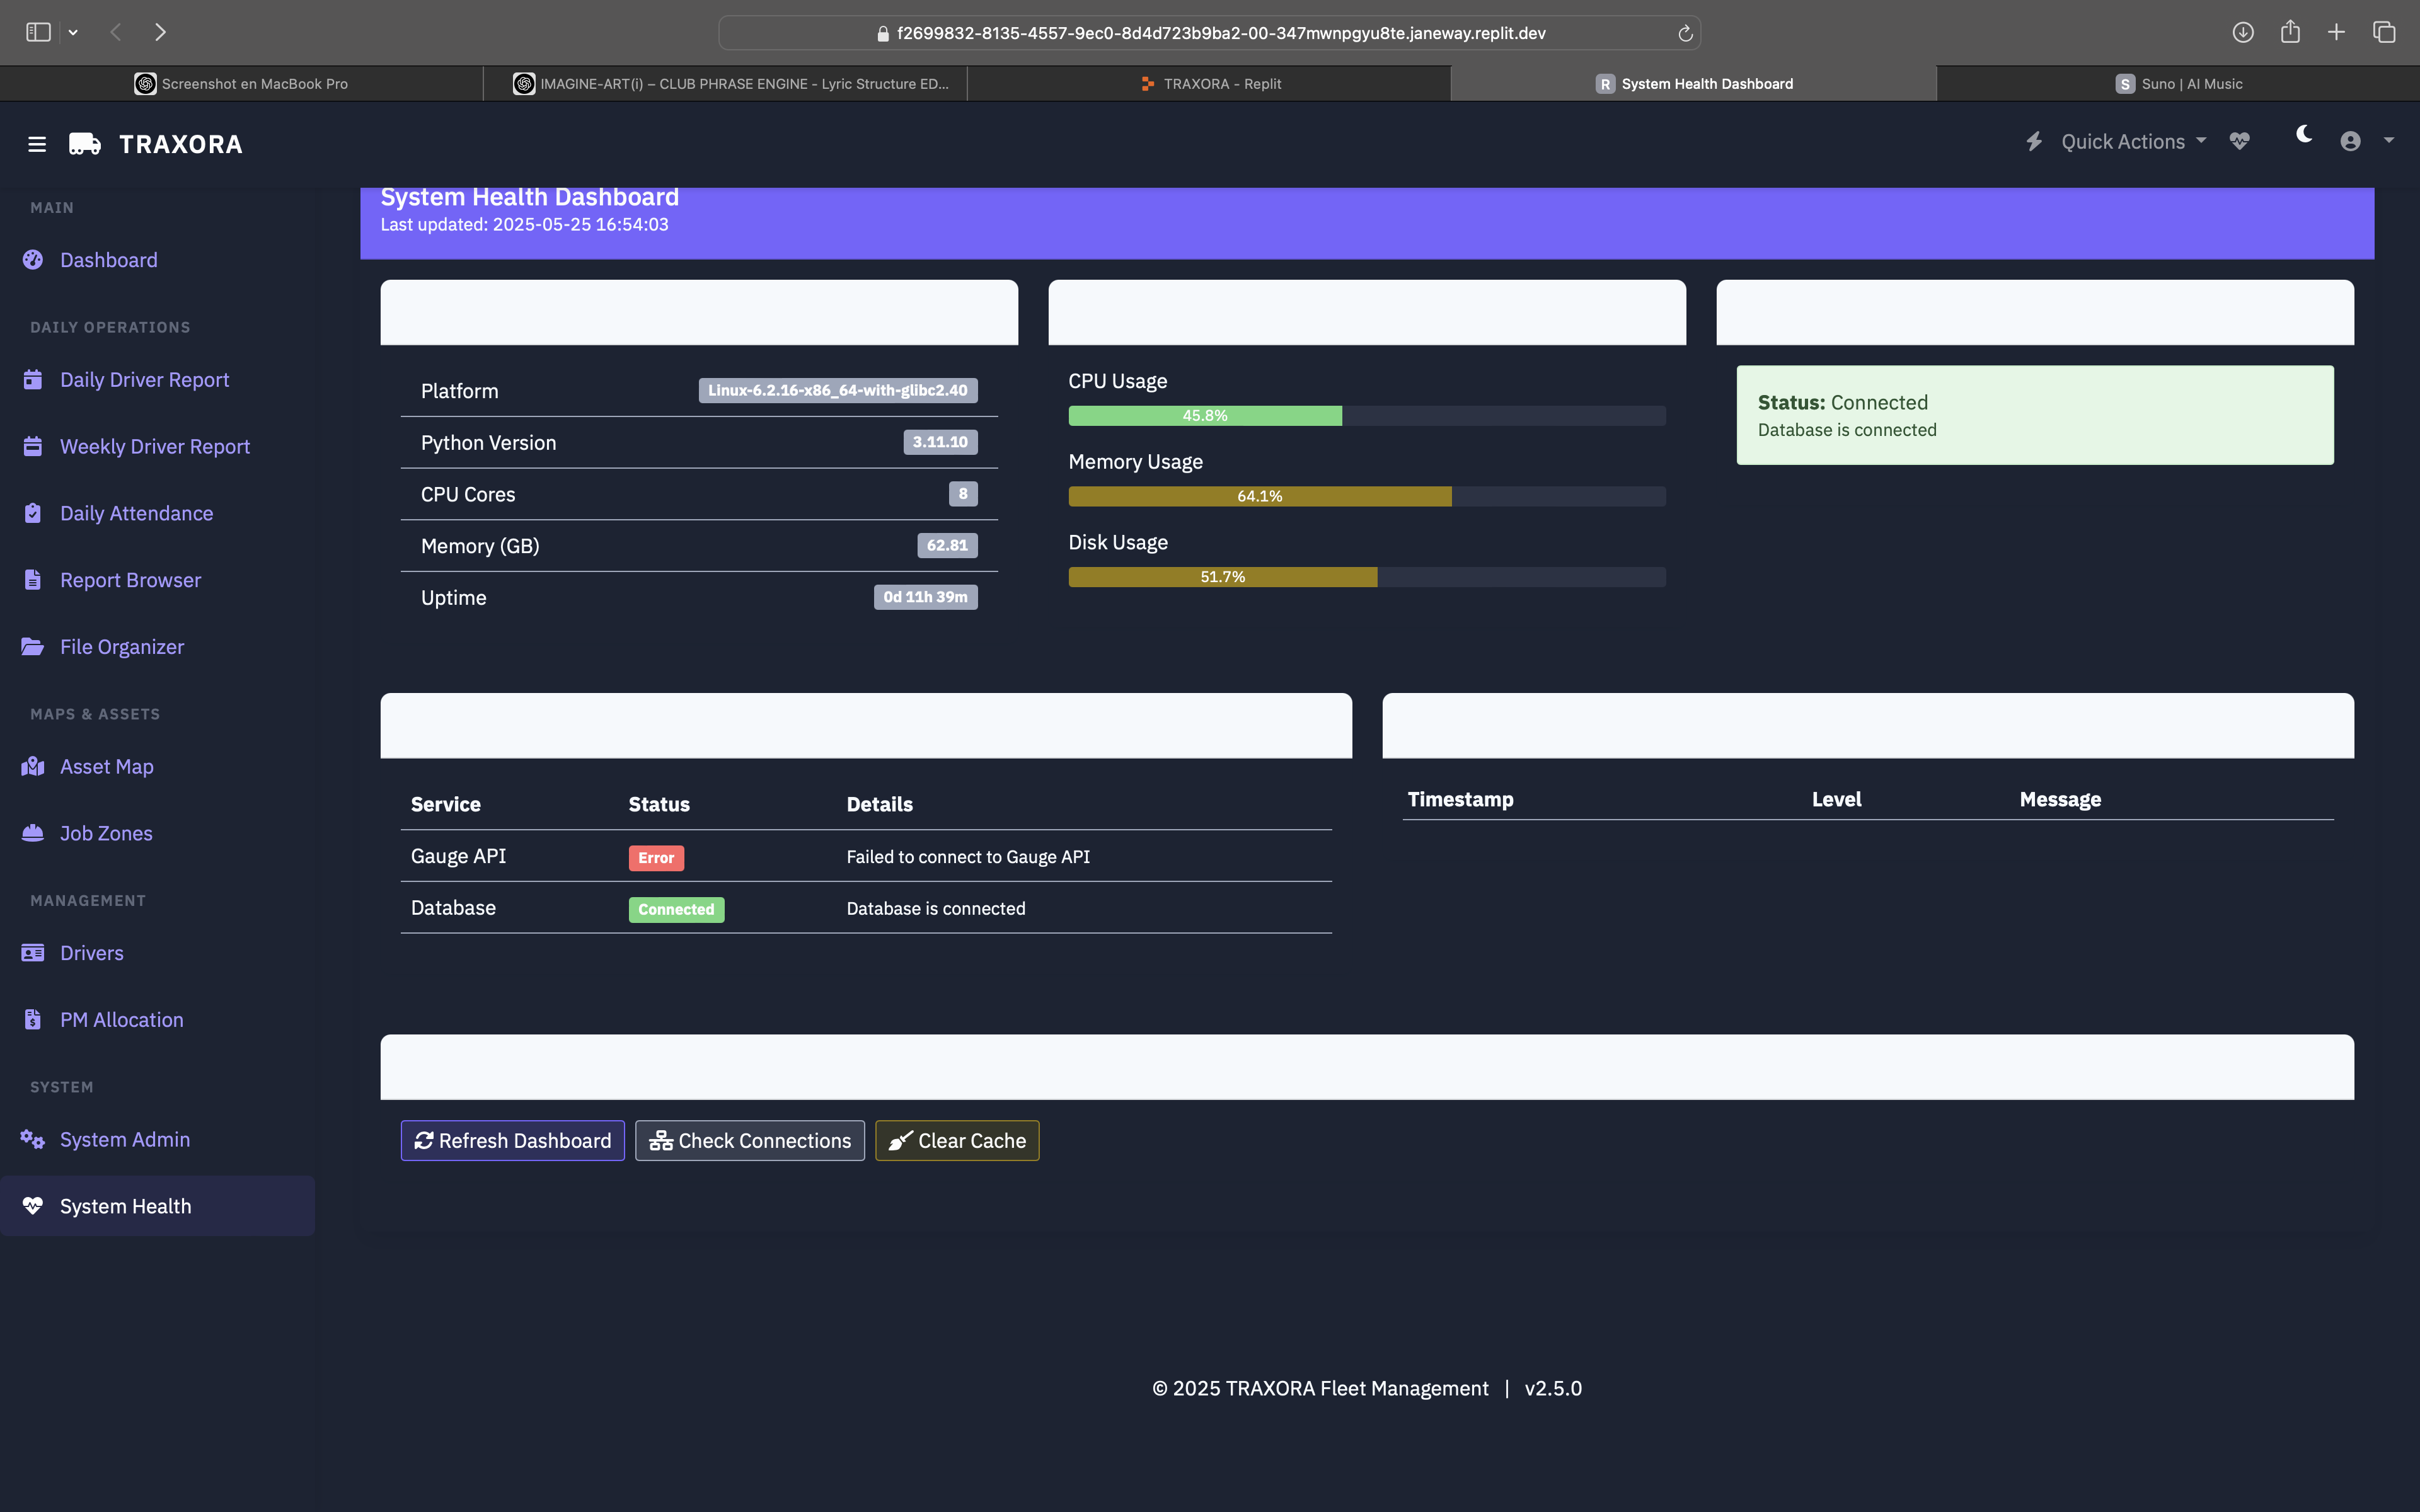 f2699832-8135-4557-9ec0-8d4d723b9ba2-00-347mwnpgyu8te.janeway.replit.dev
Screenshot en MacBook Pro
IMAGINE-ART(i) – CLUB PHRASE ENGINE - Lyric Structure ED...
TRAXORA - Replit
R System Health Dashboard
S Suno | AI Music
TRAXORA
Quick Actions
MAIN
Dashboard
DAILY OPERATIONS
Daily Driver Report
Weekly Driver Report
Daily Attendance
Report Browser
File Organizer
MAPS & ASSETS
Asset Map
Job Zones
MANAGEMENT
Drivers
PM Allocation
SYSTEM
System Admin
System Health
System Health Dashboard
Last updated: 2025-05-25 16:54:03
Platform Linux-6.2.16-x86_64-with-glibc2.40
Python Version 3.11.10
CPU Cores 8
Memory (GB) 62.81
Uptime 0d 11h 39m
CPU Usage
45.8%
Memory Usage
64.1%
Disk Usage
51.7%
Status: Connected
Database is connected
Service Status Details
Gauge API Error Failed to connect to Gauge API
Database Connected Database is connected
Timestamp Level Message
Refresh Dashboard Check Connections Clear Cache
© 2025 TRAXORA Fleet Management | v2.5.0